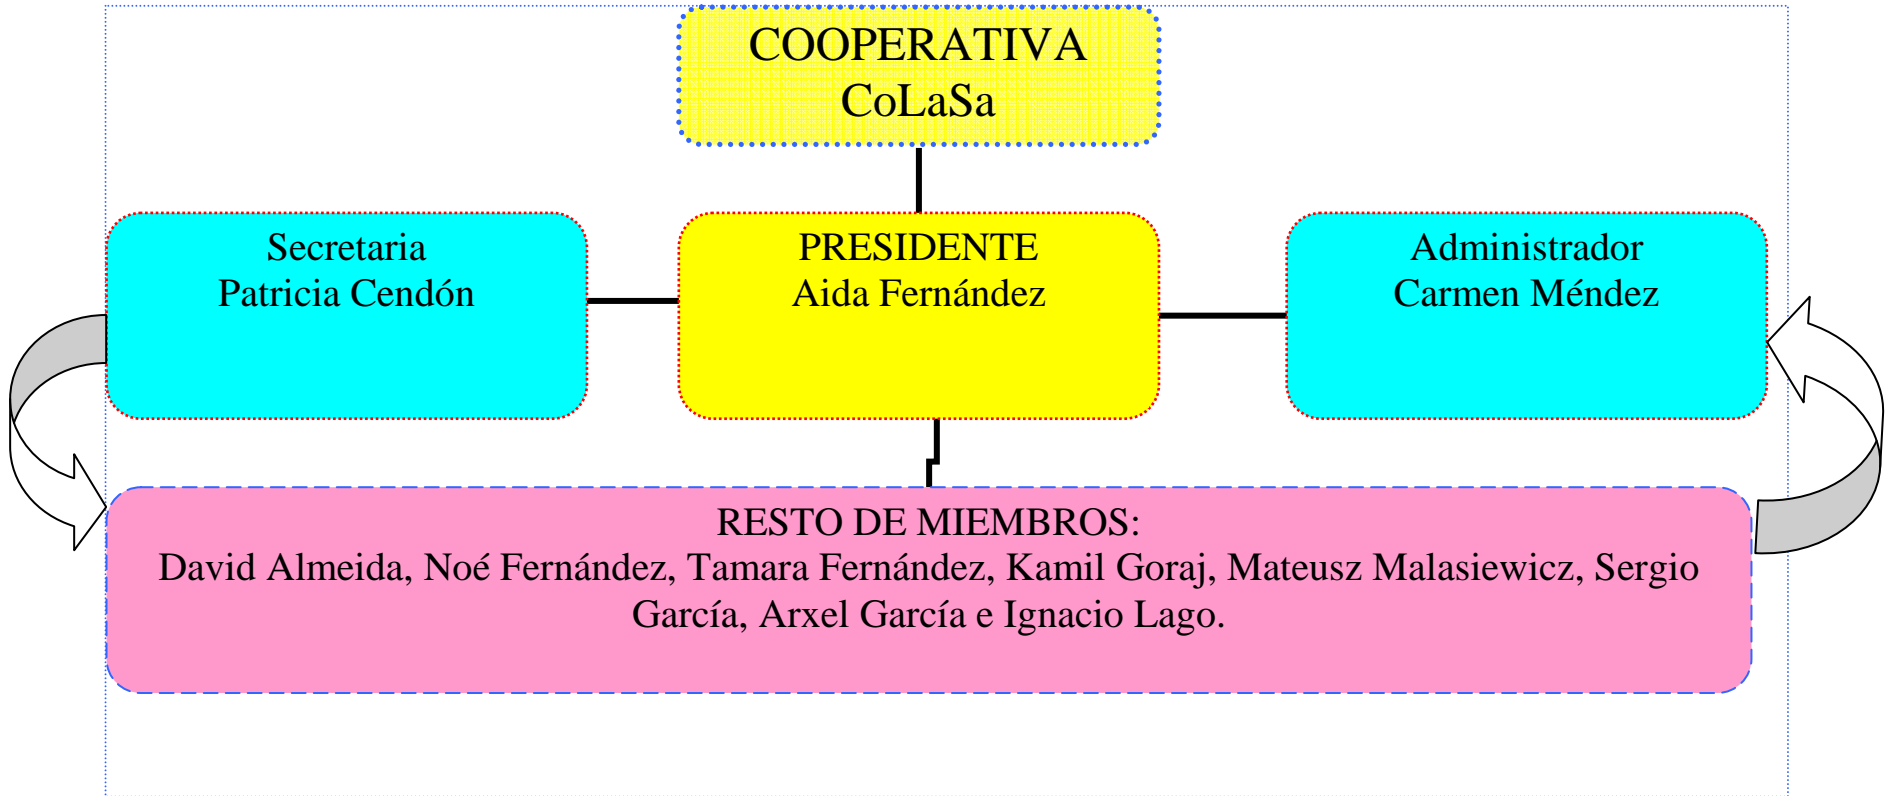 COOPERATIVA
CoLaSa
Secretaria
Patricia Cendón
PRESIDENTE
Aida Fernández
Administrador
Carmen Méndez
RESTO DE MIEMBROS:
David Almeida, Noé Fernández, Tamara Fernández, Kamil Goraj, Mateusz Malasiewicz, Sergio
García, Arxel García e Ignacio Lago.